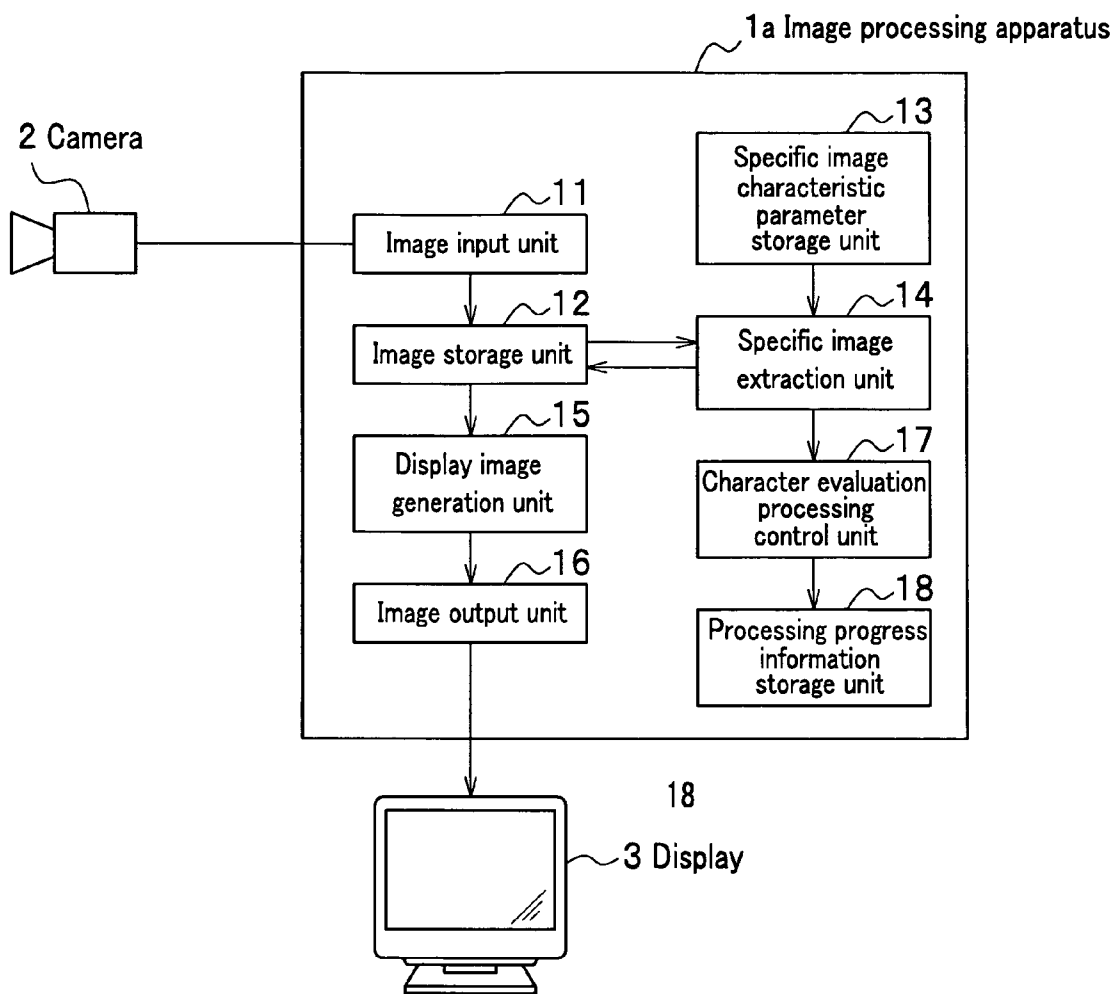 1a Image processing apparatus
2 Camera
11
Image input unit
12
Image storage unit
15
Display image
generation unit
16
Image output unit
13
Specific image
characteristic
parameter
storage unit
14
Specific image
extraction unit
17
Character evaluation
processing
control unit
18
Processing progress
information
storage unit
18
3 Display